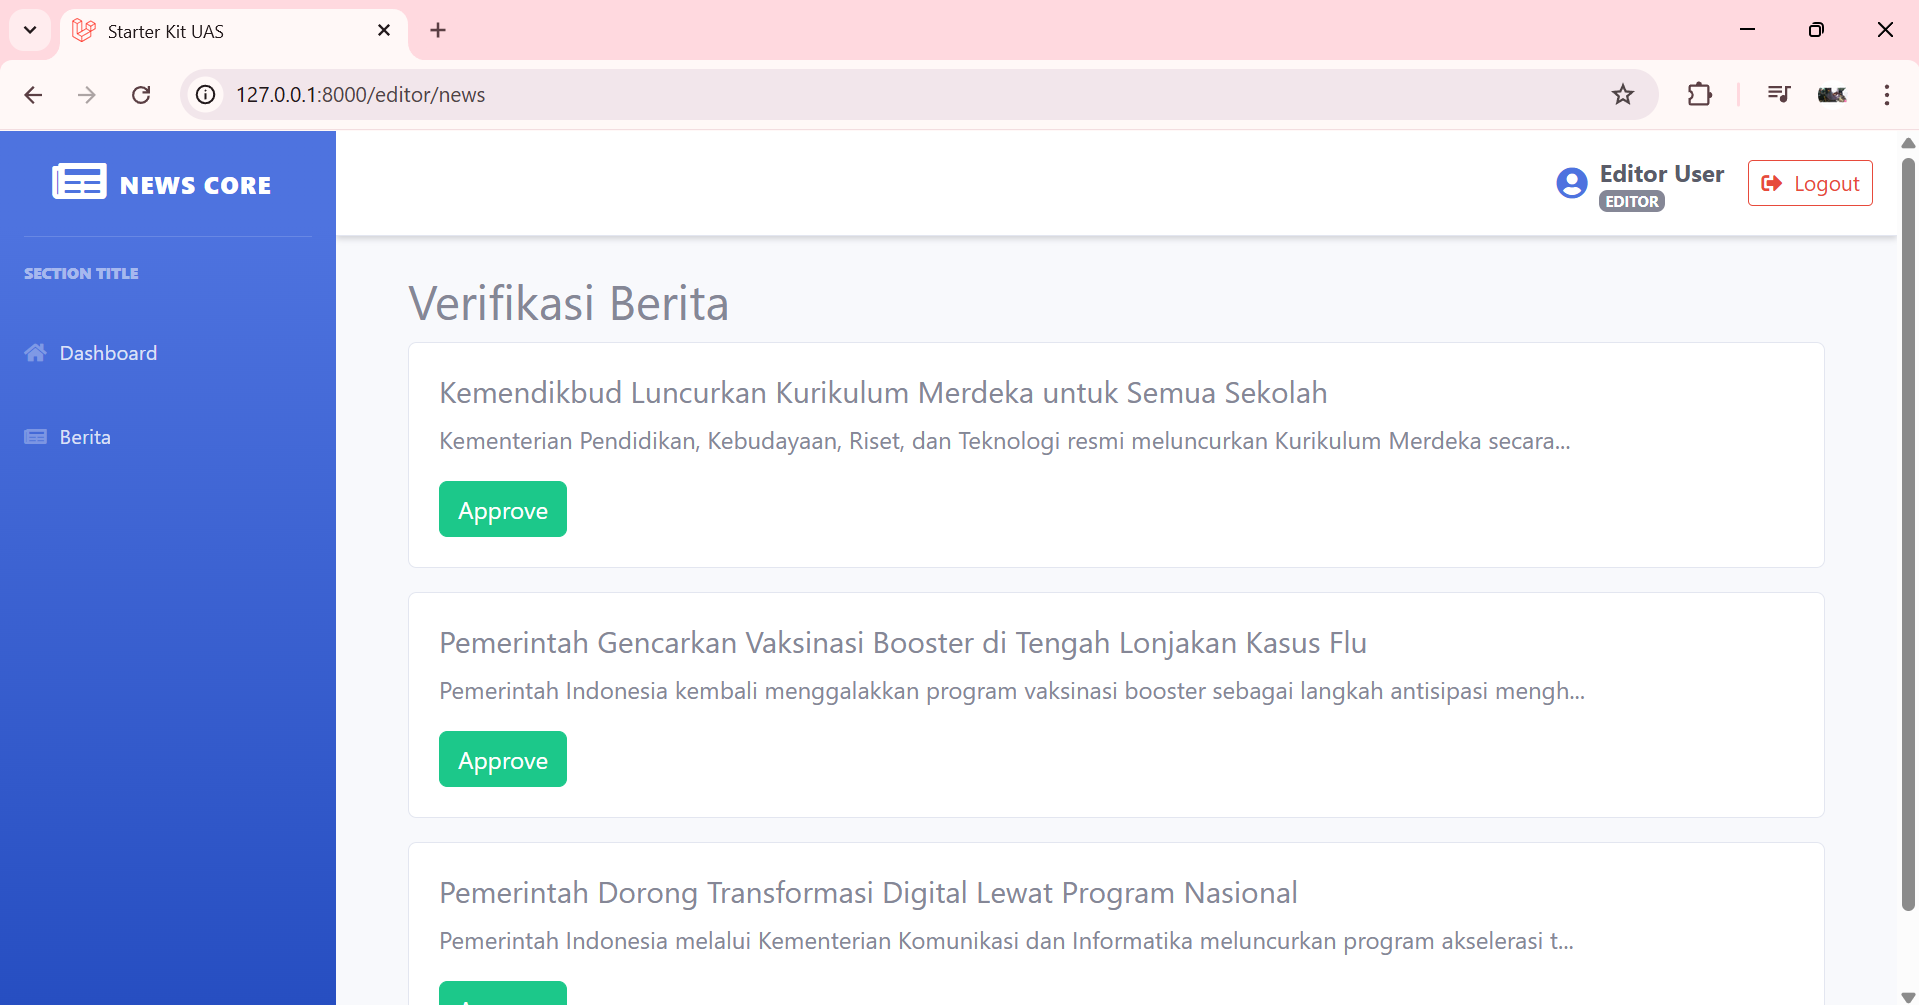 Starter Kit UAS
127.0.0.1:8000/editor/news
NEWS CORE
Editor User
EDITOR
Logout
SECTION TITLE
Dashboard
Berita
Verifikasi Berita
Kemendikbud Luncurkan Kurikulum Merdeka untuk Semua Sekolah
Kementerian Pendidikan, Kebudayaan, Riset, dan Teknologi resmi meluncurkan Kurikulum Merdeka secara...
Approve
Pemerintah Gencarkan Vaksinasi Booster di Tengah Lonjakan Kasus Flu
Pemerintah Indonesia kembali menggalakkan program vaksinasi booster sebagai langkah antisipasi mengh...
Approve
Pemerintah Dorong Transformasi Digital Lewat Program Nasional
Pemerintah Indonesia melalui Kementerian Komunikasi dan Informatika meluncurkan program akselerasi t...